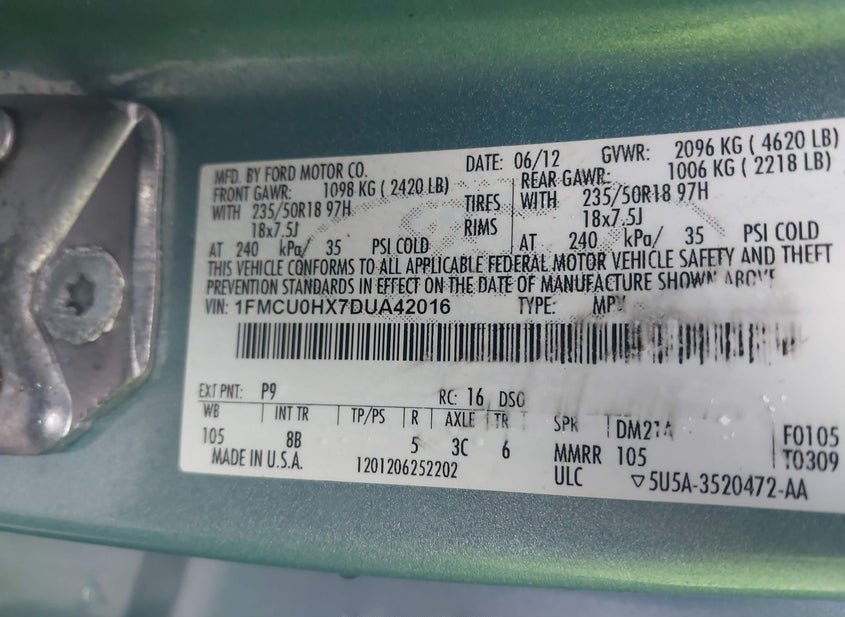 MFD. BY FORD MOTOR CO. DATE: 06/12 GVWR: 2096 KG ( 4620 LB)
FRONT GAWR: 1098 KG ( 2420 LB) REAR GAWR: 1006 KG ( 2218 LB)
WITH 235/50R18 97H TIRES WITH 235/50R18 97H
18x7.5J RIMS 18x7.5J
AT 240 kPa/ 35 PSI COLD AT 240 kPa/ 35 PSI COLD
THIS VEHICLE CONFORMS TO ALL APPLICABLE FEDERAL MOTOR VEHICLE SAFETY AND THEFT
PREVENTION STANDARDS IN EFFECT ON THE DATE OF MANUFACTURE SHOWN ABOVE
VIN: 1FMCU0HX7DUA42016 TYPE: MPV
EXT PNT: P9 RC: 16 DSO
WB INT TR TP/PS R AXLE TR SPR DM21A F0105
105 8B 5 3C 6 MMRR 105 T0309
MADE IN U.S.A. 1201206252202 ULC ▽5U5A-3520472-AA